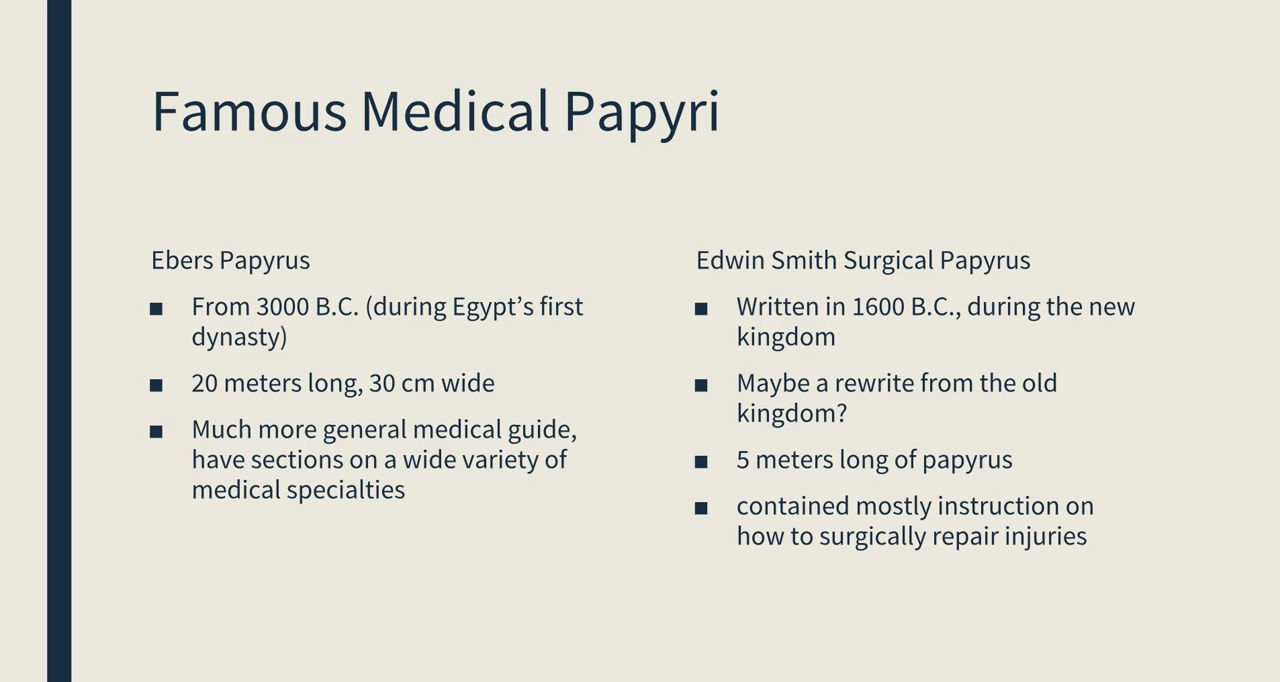 Famous Medical Papyri
Ebers Papyrus
■ From 3000 B.C. (during Egypt’s first
dynasty)
■ 20 meters long, 30 cm wide
■ Much more general medical guide,
have sections on a wide variety of
medical specialties
Edwin Smith Surgical Papyrus
■ Written in 1600 B.C., during the new
kingdom
■ Maybe a rewrite from the old
kingdom?
■ 5 meters long of papyrus
■ contained mostly instruction on
how to surgically repair injuries